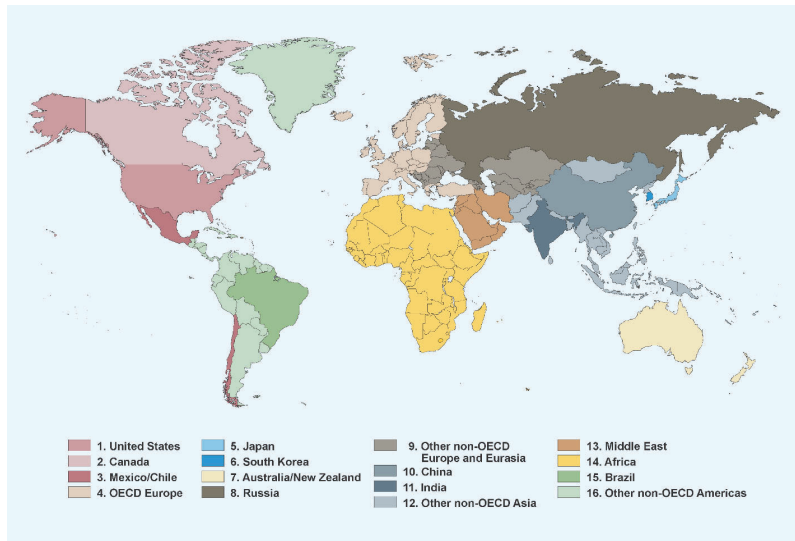 1. United States
2. Canada
3. Mexico/Chile
4. OECD Europe
5. Japan
6. South Korea
7. Australia/New Zealand
8. Russia
9. Other non-OECD
Europe and Eurasia
10. China
11. India
12. Other non-OECD Asia
13. Middle East
14. Africa
15. Brazil
16. Other non-OECD Americas